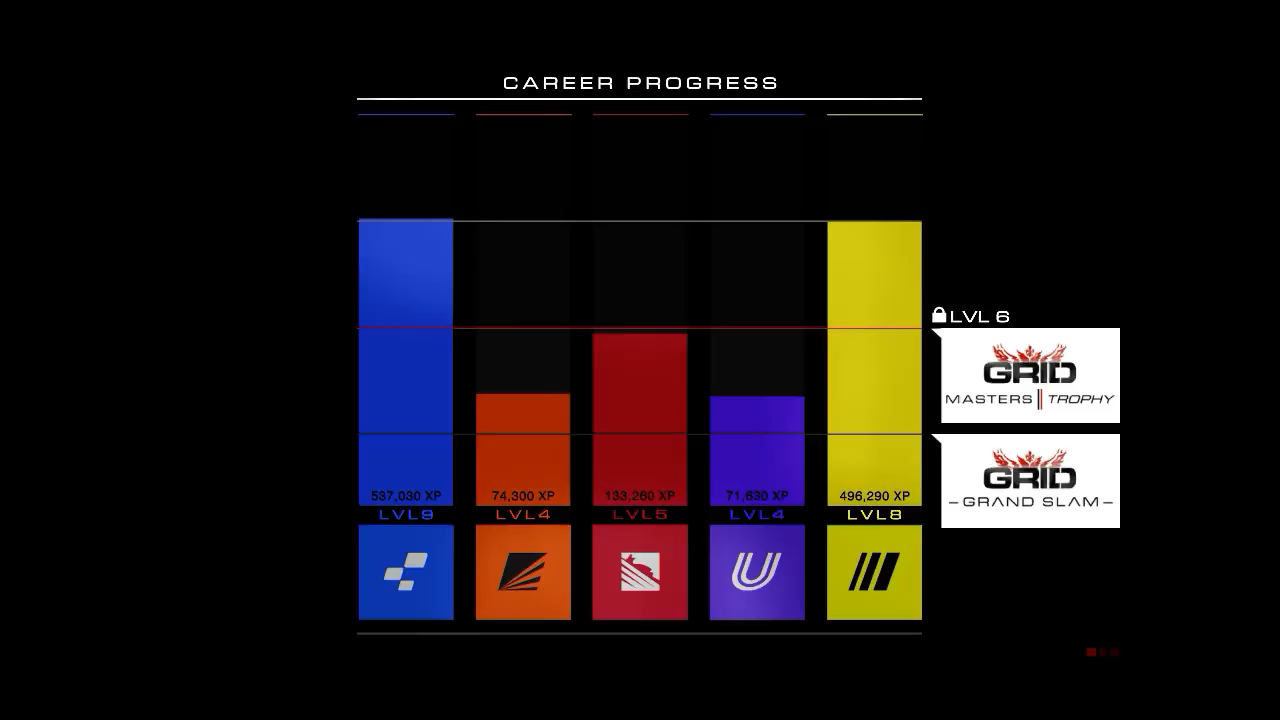 CAREER PROGRESS
LVL 6
GRID
MASTERS TROPHY
GRID
-GRAND SLAM-
537,030 XP
74,300 XP
133,260 XP
71,630 XP
496,290 XP
LVL9
LVL4
LVL5
LVL4
LVL8